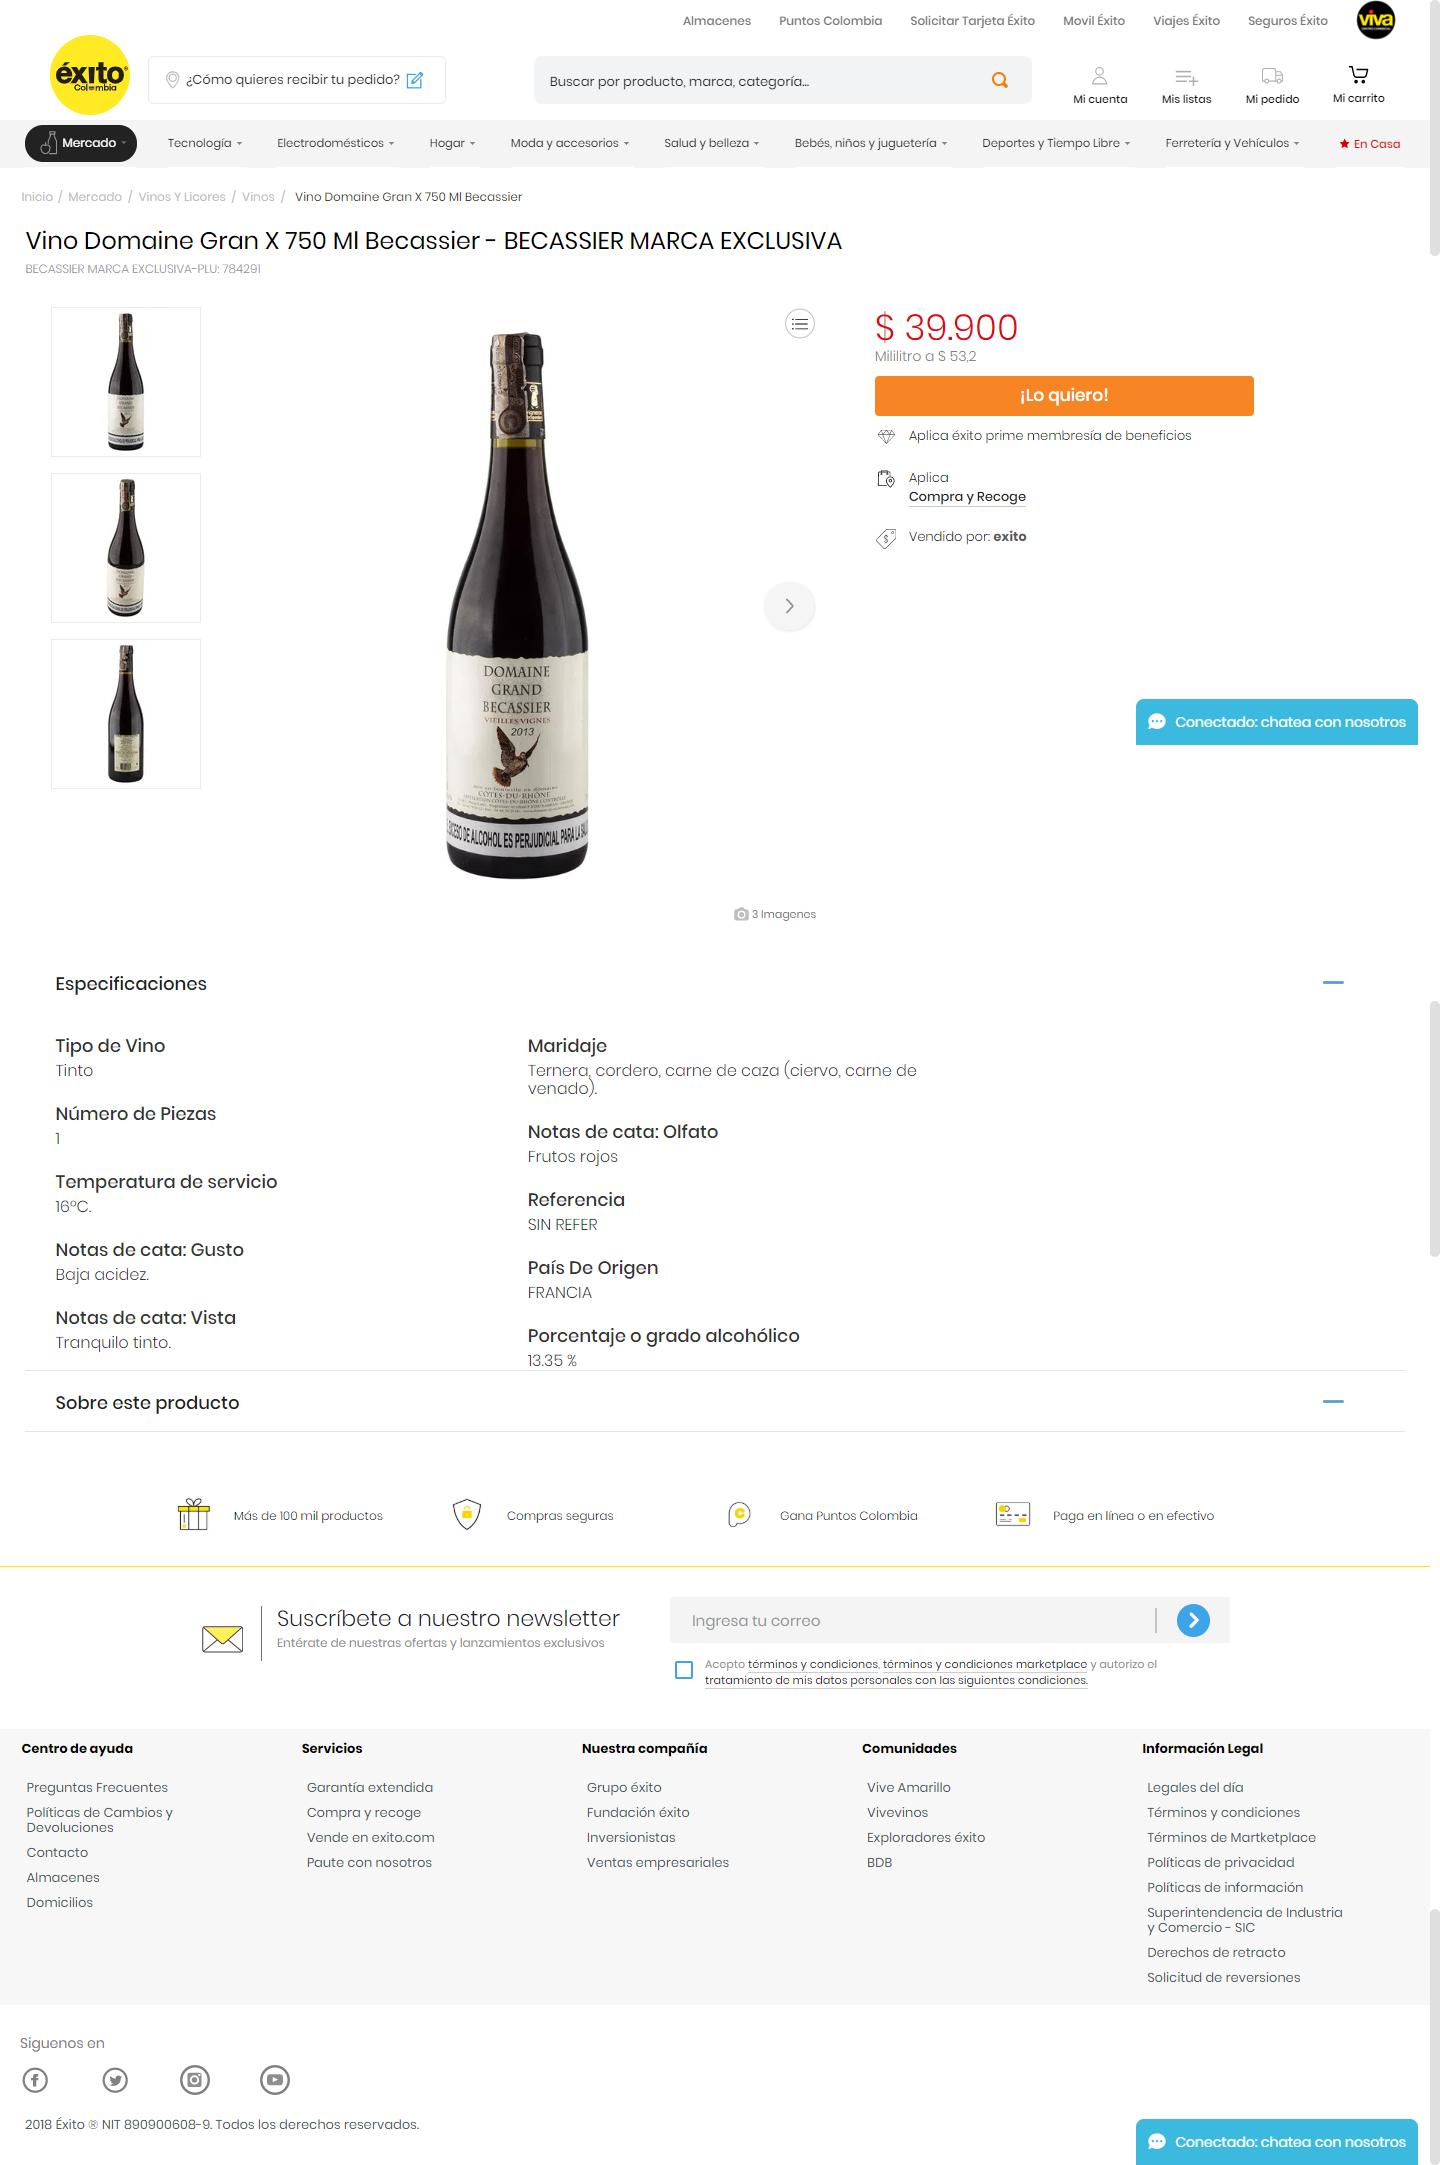 Almacenes Puntos Colombia Solicitar Tarjeta Éxito Movil Éxito Viajes Éxito Seguros Éxito viva
éxito
Colombia
¿Cómo quieres recibir tu pedido?
Buscar por producto, marca, categoría...
Mi cuenta Mis listas Mi pedido Mi carrito
Mercado Tecnología Electrodomésticos Hogar Moda y accesorios Salud y belleza Bebés, niños y juguetería Deportes y Tiempo Libre Ferretería y Vehículos En Casa
Inicio / Mercado / Vinos Y Licores / Vinos / Vino Domaine Gran X 750 Ml Becassier
Vino Domaine Gran X 750 Ml Becassier - BECASSIER MARCA EXCLUSIVA
BECASSIER MARCA EXCLUSIVA-PLU: 784291
DOMAINE
GRAND
BECASSIER
VIEILLES VIGNES
2013
CÔTES-DU-RHÔNE
EXCESO DE ALCOHOL ES PERJUDICIAL PARA LA
3 Imagenes
$ 39.900
Mililitro a $ 53,2
¡Lo quiero!
Aplica éxito prime membresía de beneficios
Aplica
Compra y Recoge
Vendido por: exito
Conectado: chatea con nosotros
Especificaciones
Tipo de Vino
Tinto
Número de Piezas
1
Temperatura de servicio
16°C.
Notas de cata: Gusto
Baja acidez.
Notas de cata: Vista
Tranquilo tinto.
Maridaje
Ternera, cordero, carne de caza (ciervo, carne de
venado).
Notas de cata: Olfato
Frutos rojos
Referencia
SIN REFER
País De Origen
FRANCIA
Porcentaje o grado alcohólico
13.35 %
Sobre este producto
Más de 100 mil productos
Compras seguras
Gana Puntos Colombia
Paga en línea o en efectivo
Suscríbete a nuestro newsletter
Entérate de nuestras ofertas y lanzamientos exclusivos
Ingresa tu correo
Acepto términos y condiciones, términos y condiciones marketplace y autorizo el
tratamiento de mis datos personales con las siguientes condiciones.
Centro de ayuda
Preguntas Frecuentes
Políticas de Cambios y
Devoluciones
Contacto
Almacenes
Domicilios
Servicios
Garantía extendida
Compra y recoge
Vende en exito.com
Paute con nosotros
Nuestra compañía
Grupo éxito
Fundación éxito
Inversionistas
Ventas empresariales
Comunidades
Vive Amarillo
Vivevinos
Exploradores éxito
BDB
Información Legal
Legales del día
Términos y condiciones
Términos de Martketplace
Políticas de privacidad
Políticas de información
Superintendencia de Industria
y Comercio - SIC
Derechos de retracto
Solicitud de reversiones
Siguenos en
2018 Éxito ® NIT 890900608-9. Todos los derechos reservados.
Conectado: chatea con nosotros